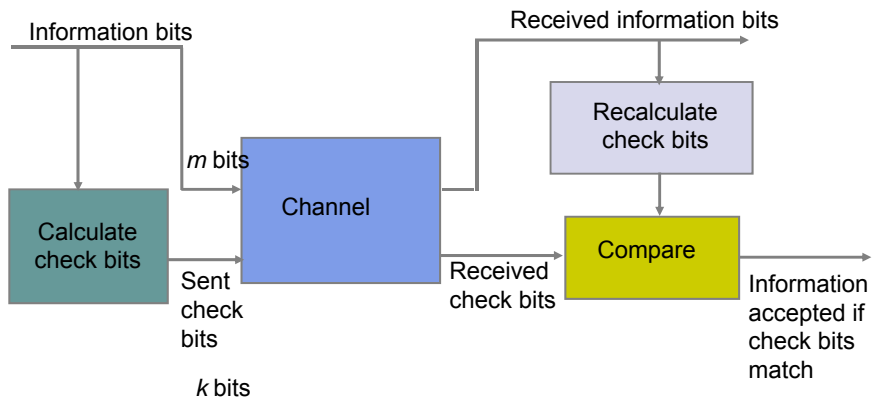 Information bits
Received information bits
Recalculate
check bits
m bits
Channel
Calculate
check bits
Compare
Sent
check
bits
Received
check bits
Information
accepted if
check bits
match
k bits